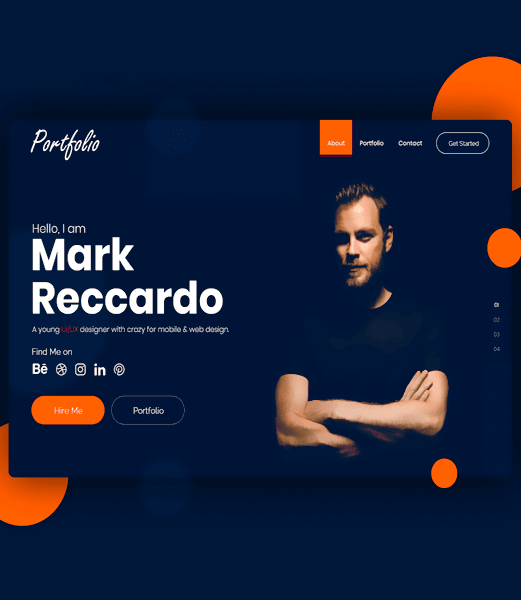 Portfolio
About Portfolio Contact Get Started
Hello, I am
Mark
Reccardo
A young UI/UX designer with crazy for mobile & web design.
Find Me on
Bē
in
Hire Me Portfolio
01
02
03
04